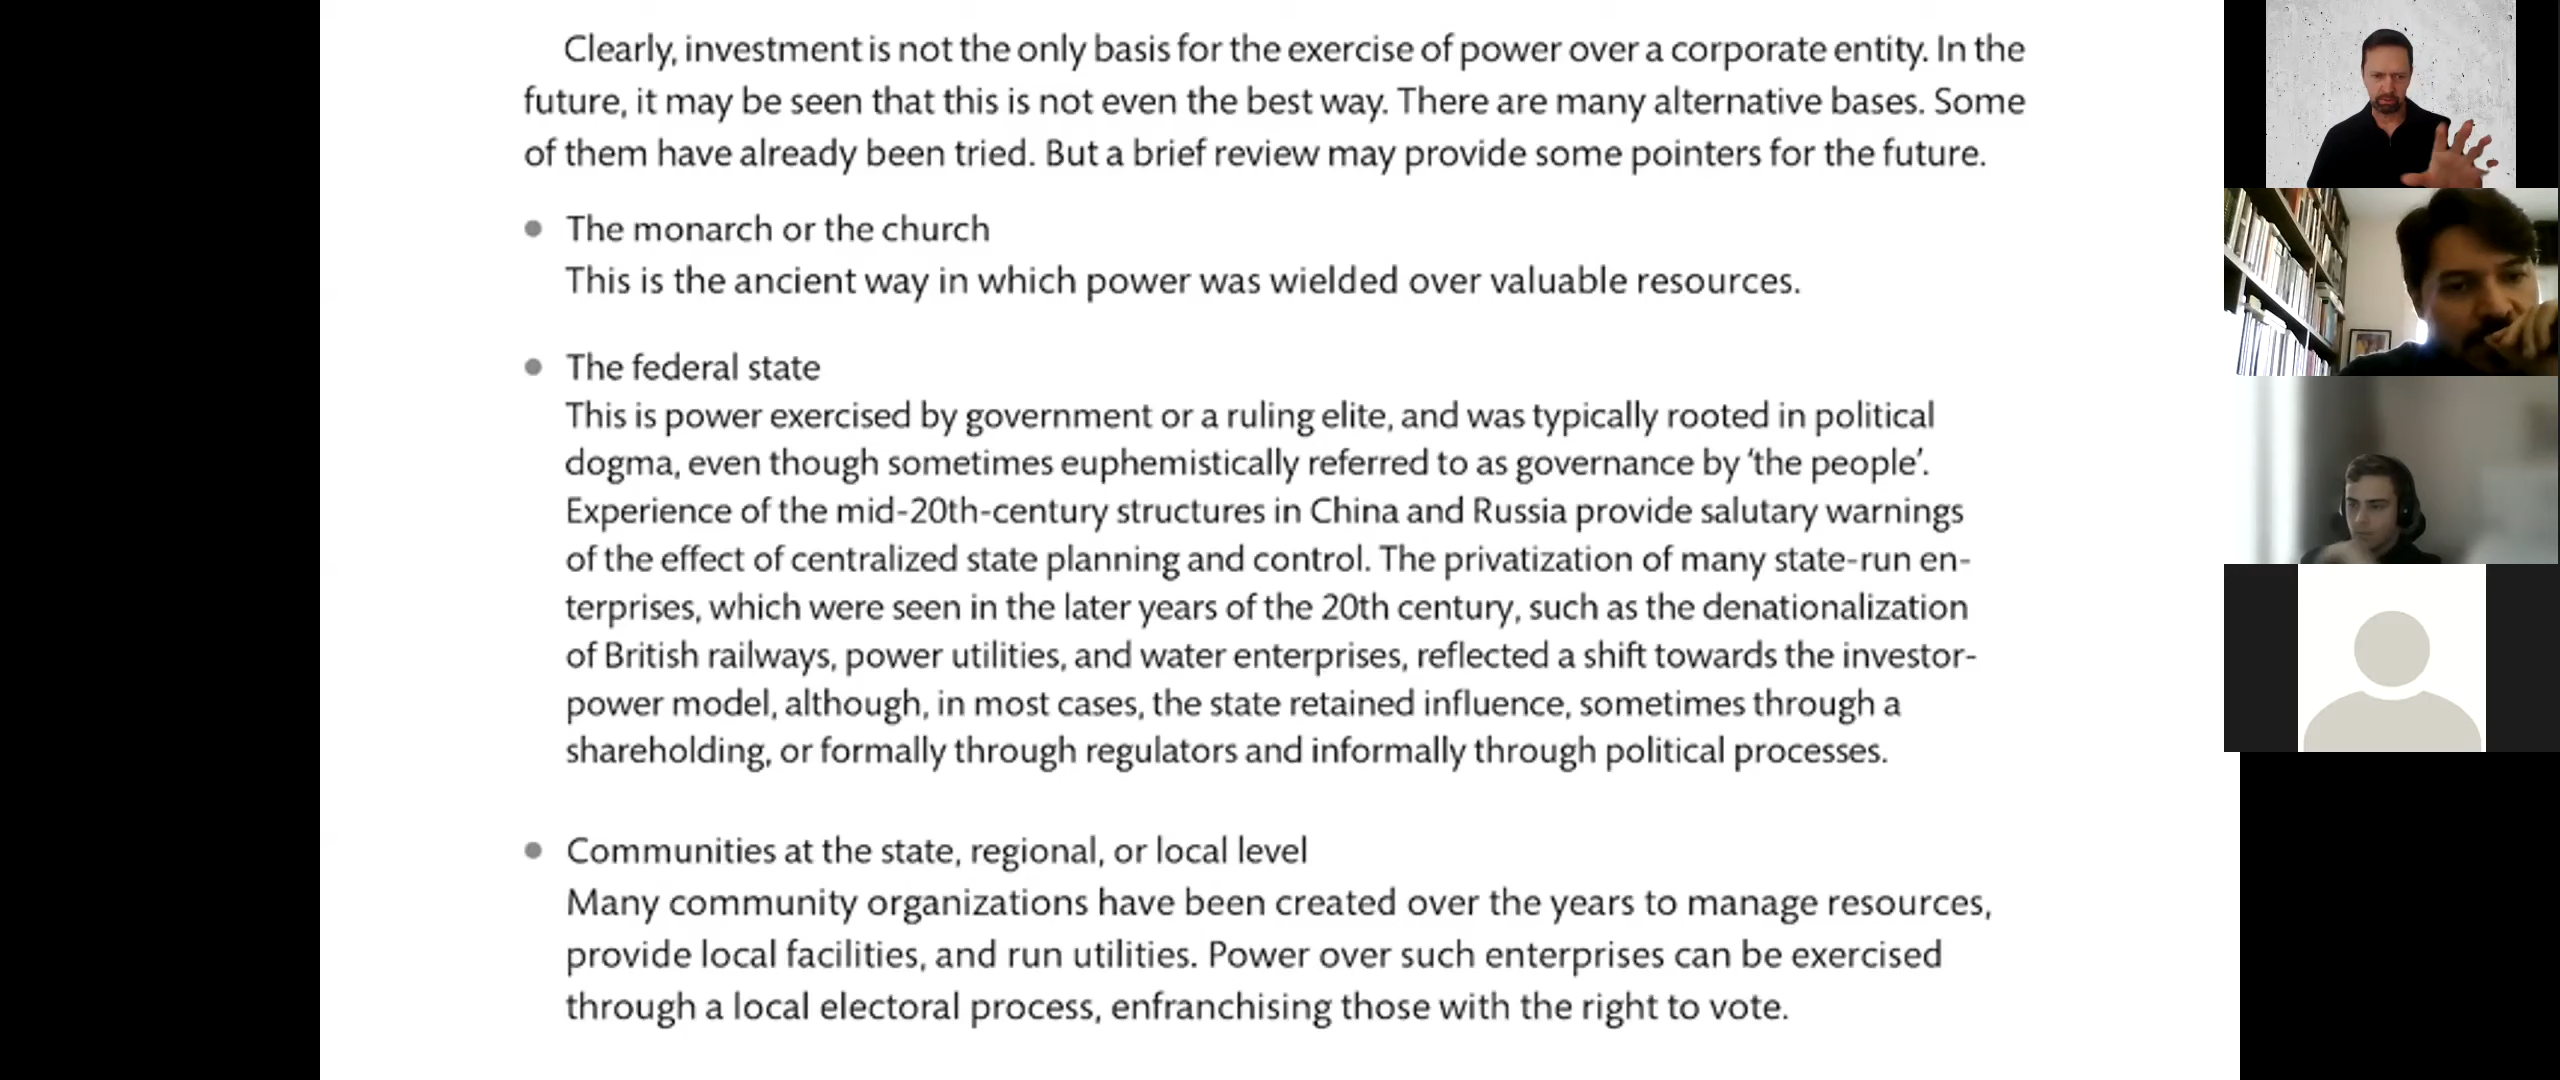 Clearly, investment is not the only basis for the exercise of power over a corporate entity. In the
future, it may be seen that this is not even the best way. There are many alternative bases. Some
of them have already been tried. But a brief review may provide some pointers for the future.
● The monarch or the church
This is the ancient way in which power was wielded over valuable resources.
● The federal state
This is power exercised by government or a ruling elite, and was typically rooted in political
dogma, even though sometimes euphemistically referred to as governance by ‘the people’.
Experience of the mid-20th-century structures in China and Russia provide salutary warnings
of the effect of centralized state planning and control. The privatization of many state-run en-
terprises, which were seen in the later years of the 20th century, such as the denationalization
of British railways, power utilities, and water enterprises, reflected a shift towards the investor-
power model, although, in most cases, the state retained influence, sometimes through a
shareholding, or formally through regulators and informally through political processes.
● Communities at the state, regional, or local level
Many community organizations have been created over the years to manage resources,
provide local facilities, and run utilities. Power over such enterprises can be exercised
through a local electoral process, enfranchising those with the right to vote.